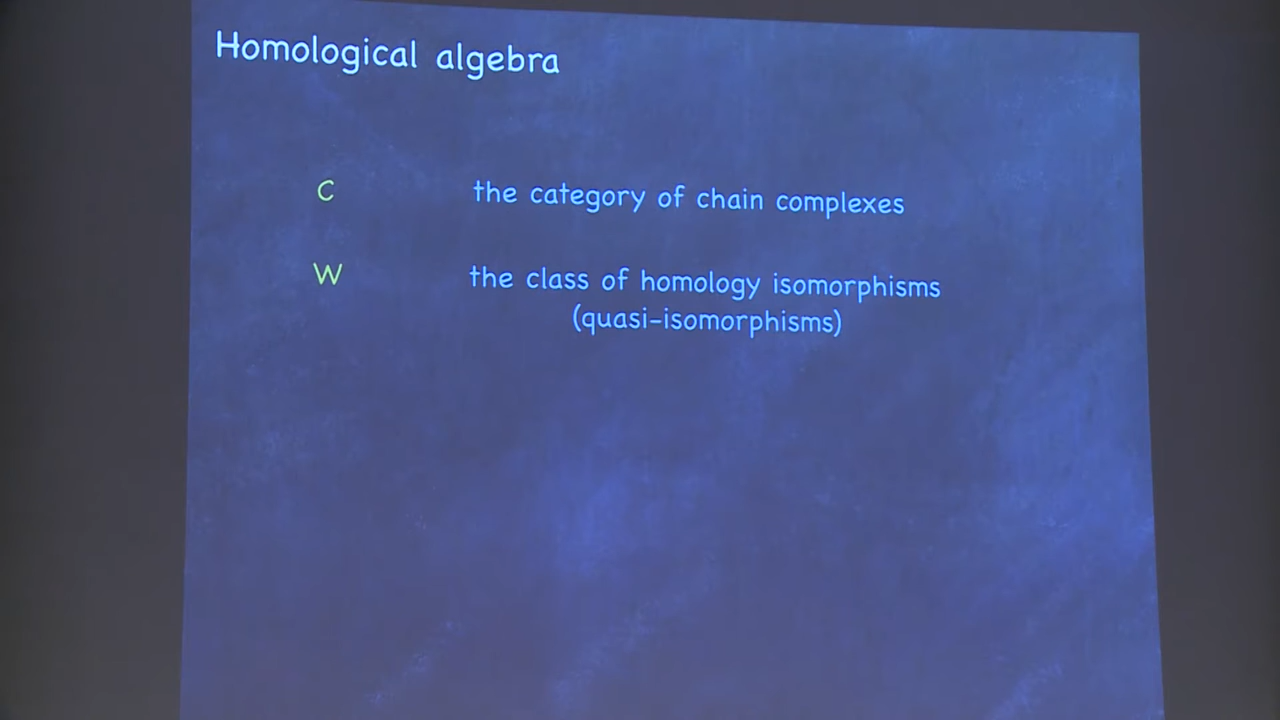 Homological algebra
C the category of chain complexes
W the class of homology isomorphisms
(quasi-isomorphisms)